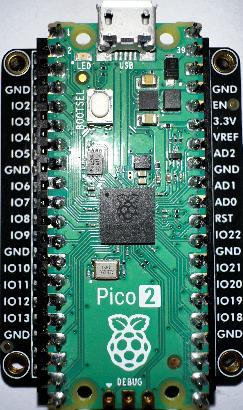 2
39
LED
USB
BOOTSEL
GND
IO2
IO3
IO4
IO5
GND
IO6
IO7
IO8
IO9
GND
IO10
IO11
IO12
IO13
GND
GND
EN
3.3V
VREF
AD2
GND
AD1
AD0
RST
IO22
GND
IO21
IO20
IO19
IO18
GND
Pico 2
DEBUG